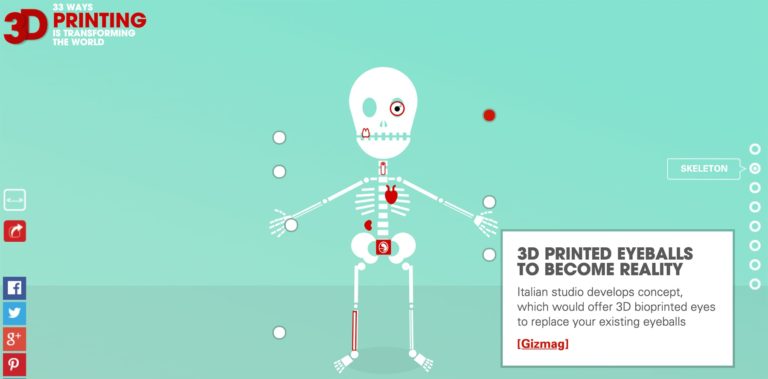 33 WAYS
3D PRINTING
IS TRANSFORMING
THE WORLD
SKELETON
3D PRINTED EYEBALLS
TO BECOME REALITY
Italian studio develops concept,
which would offer 3D bioprinted eyes
to replace your existing eyeballs
[Gizmag]
f
g+